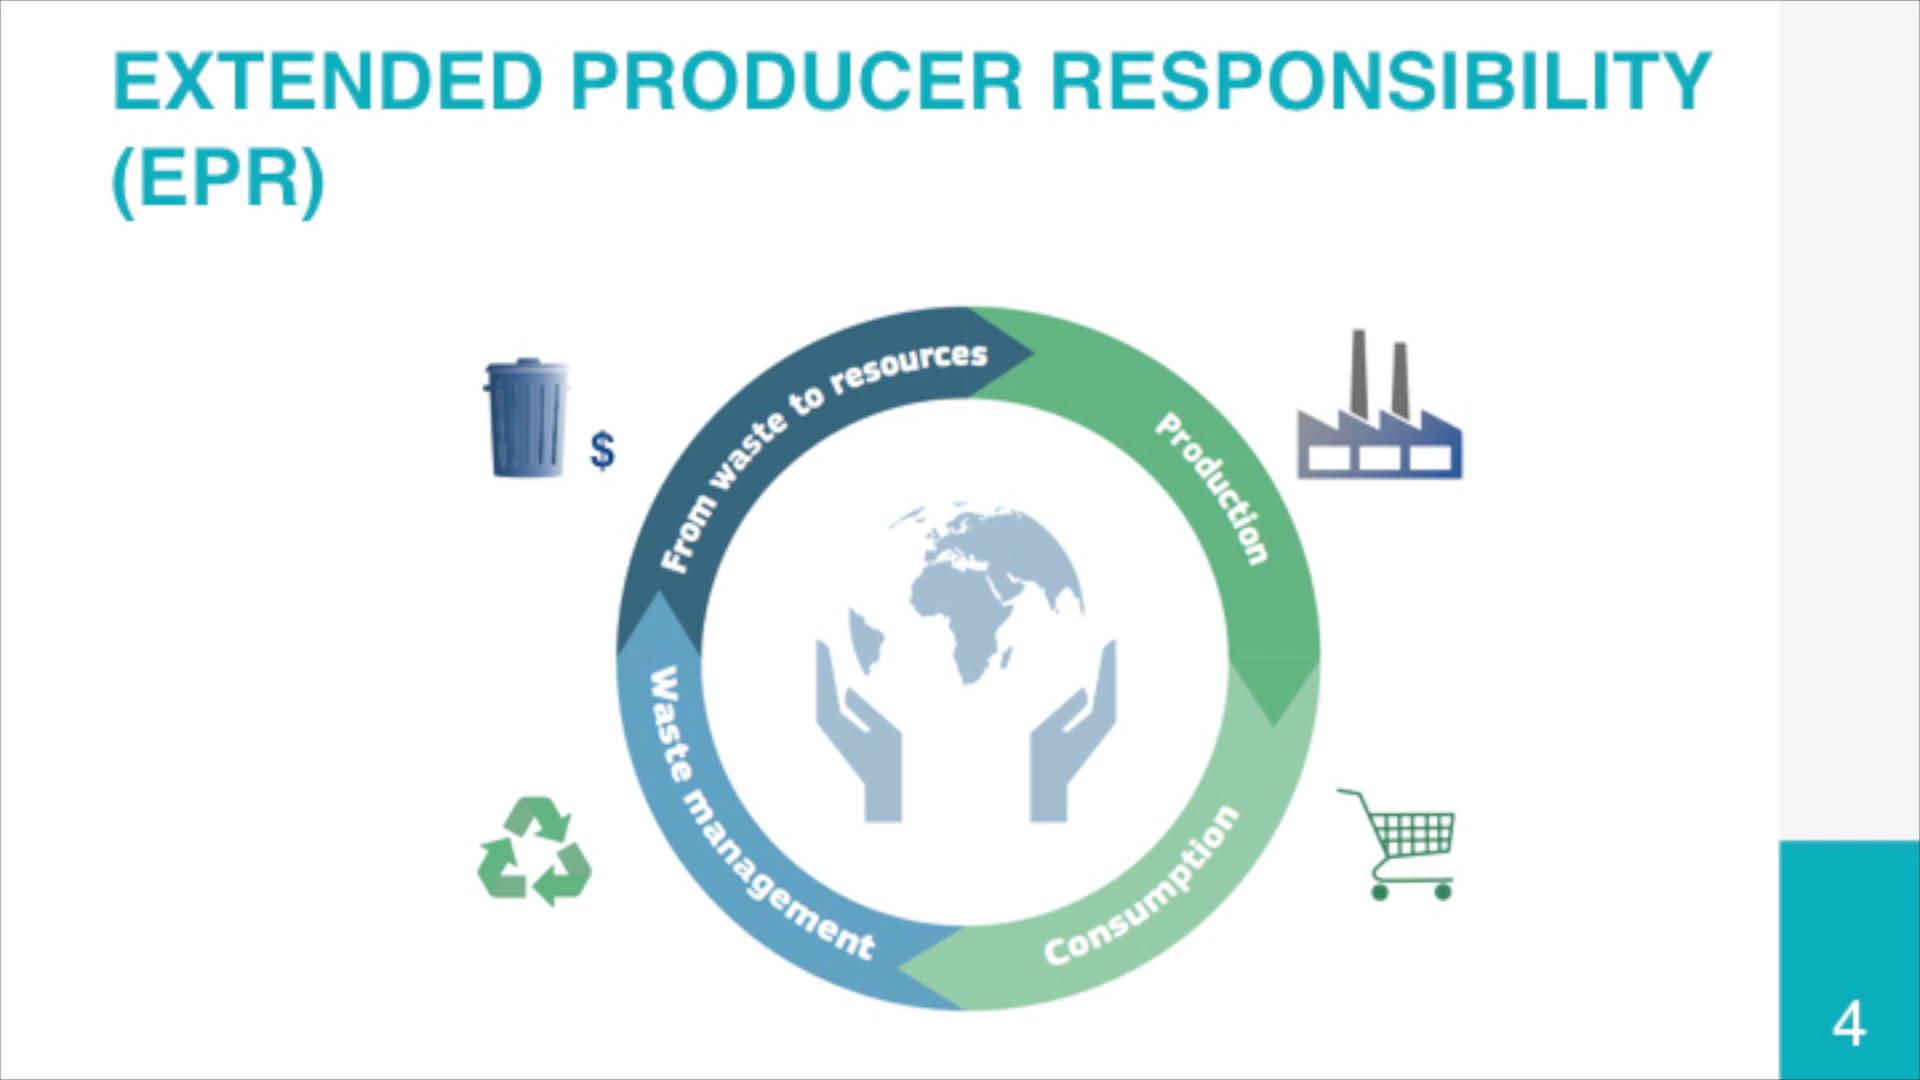 EXTENDED PRODUCER RESPONSIBILITY
(EPR)
From waste to resources
Production
$
Waste management
Consumption
4